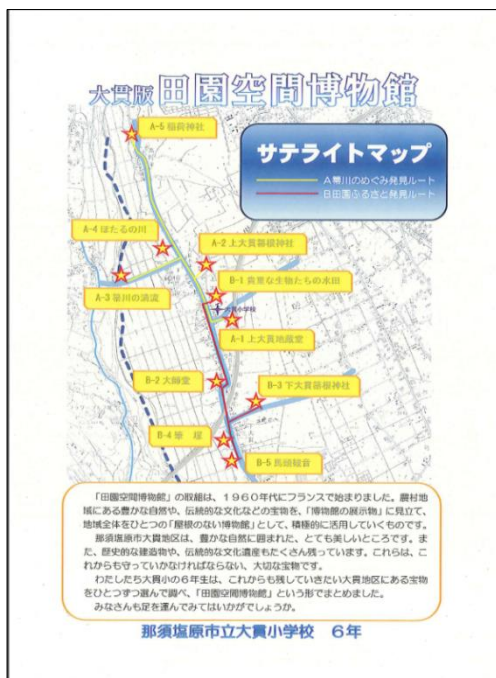 大貫版 田園空間博物館
サテライトマップ
A箒川のめぐみ発見ルート
B田園ふるさと発見ルート
A-5 稲荷神社
A-4 ほたるの川
A-2 上大貫箒根神社
B-1 貴重な生物たちの水田
A-3 箒川の清流
大貫小学校
A-1 上大貫地蔵堂
B-2 大師堂
B-3 下大貫箒根神社
B-4 筆 塚
B-5 馬頭観音
「田園空間博物館」の取組は、1960年代にフランスで始まりました。農村地
域にある豊かな自然や、伝統的な文化などの宝物を、「博物館の展示物」に見立て、
地域全体をひとつの「屋根のない博物館」として、積極的に活用していくものです。
那須塩原市大貫地区は、豊かな自然に囲まれた、とても美しいところです。ま
た、歴史的な建造物や、伝統的な文化遺産もたくさん残っています。これらは、こ
れからも守っていかなければならない、大切な宝物です。
わたしたち大貫小の6年生は、これからも残していきたい大貫地区にある宝物
をひとつずつ選んで調べ、「田園空間博物館」という形でまとめました。
みなさんも足を運んでみてはいかがでしょうか。
那須塩原市立大貫小学校 6年